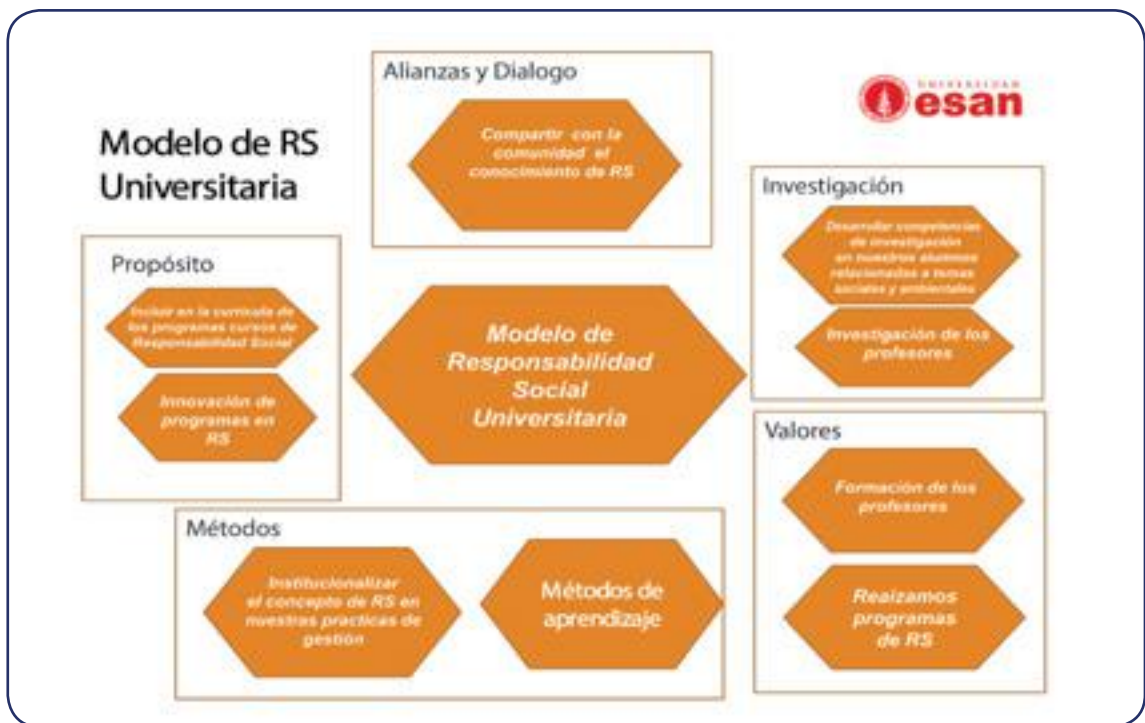 Modelo de RS
Universitaria
Alianzas y Dialogo
Compartir con la
comunidad el
conocimiento de RS
UNIVERSIDAD
esan
Propósito
Incluir en la currícula de
los programas cursos de
Responsabilidad Social
Innovación de
programas en
RS
Modelo de
Responsabilidad
Social
Universitaria
Investigación
Desarrollar competencias
de investigación
en nuestros alumnos
relacionados a temas
sociales y ambientales
Investigación de los
profesores
Valores
Formación de los
profesores
Reaizamos
programas
de RS
Métodos
Institucionalizar
el concepto de RS en
nuestras practicas de
gestión
Métodos de
aprendizaje